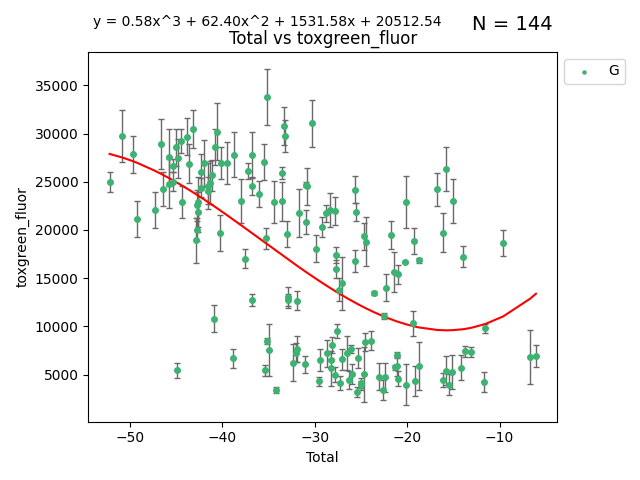 y = 0.58x^3 + 62.40x^2 + 1531.58x + 20512.54
N = 144
Total vs toxgreen_fluor
G
35000
30000
25000
20000
15000
10000
5000
toxgreen_fluor
−50 −40 −30 −20 −10
Total